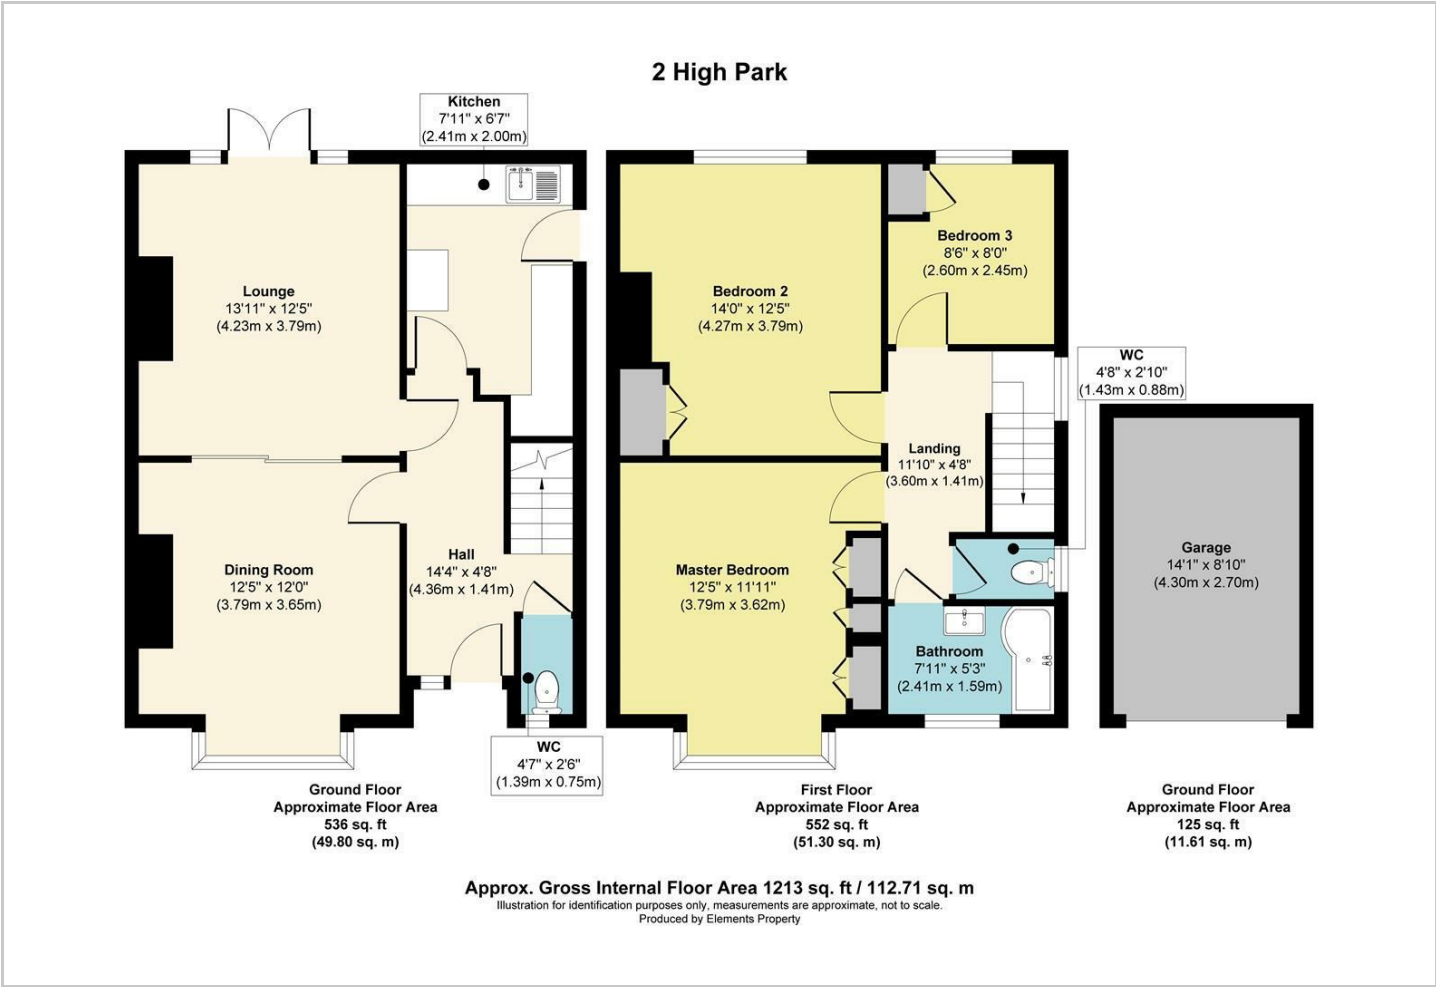 2 High Park
Kitchen
7'11" x 6'7"
(2.41m x 2.00m)
Lounge
13'11" x 12'5"
(4.23m x 3.79m)
Dining Room
12'5" x 12'0"
(3.79m x 3.65m)
Hall
14'4" x 4'8"
(4.36m x 1.41m)
WC
4'7" x 2'6"
(1.39m x 0.75m)
Ground Floor
Approximate Floor Area
536 sq. ft
(49.80 sq. m)
Bedroom 2
14'0" x 12'5"
(4.27m x 3.79m)
Bedroom 3
8'6" x 8'0"
(2.60m x 2.45m)
WC
4'8" x 2'10"
(1.43m x 0.88m)
Landing
11'10" x 4'8"
(3.60m x 1.41m)
Master Bedroom
12'5" x 11'11"
(3.79m x 3.62m)
Bathroom
7'11" x 5'3"
(2.41m x 1.59m)
First Floor
Approximate Floor Area
552 sq. ft
(51.30 sq. m)
Garage
14'1" x 8'10"
(4.30m x 2.70m)
Ground Floor
Approximate Floor Area
125 sq. ft
(11.61 sq. m)
Approx. Gross Internal Floor Area 1213 sq. ft / 112.71 sq. m
Illustration for identification purposes only, measurements are approximate, not to scale.
Produced by Elements Property